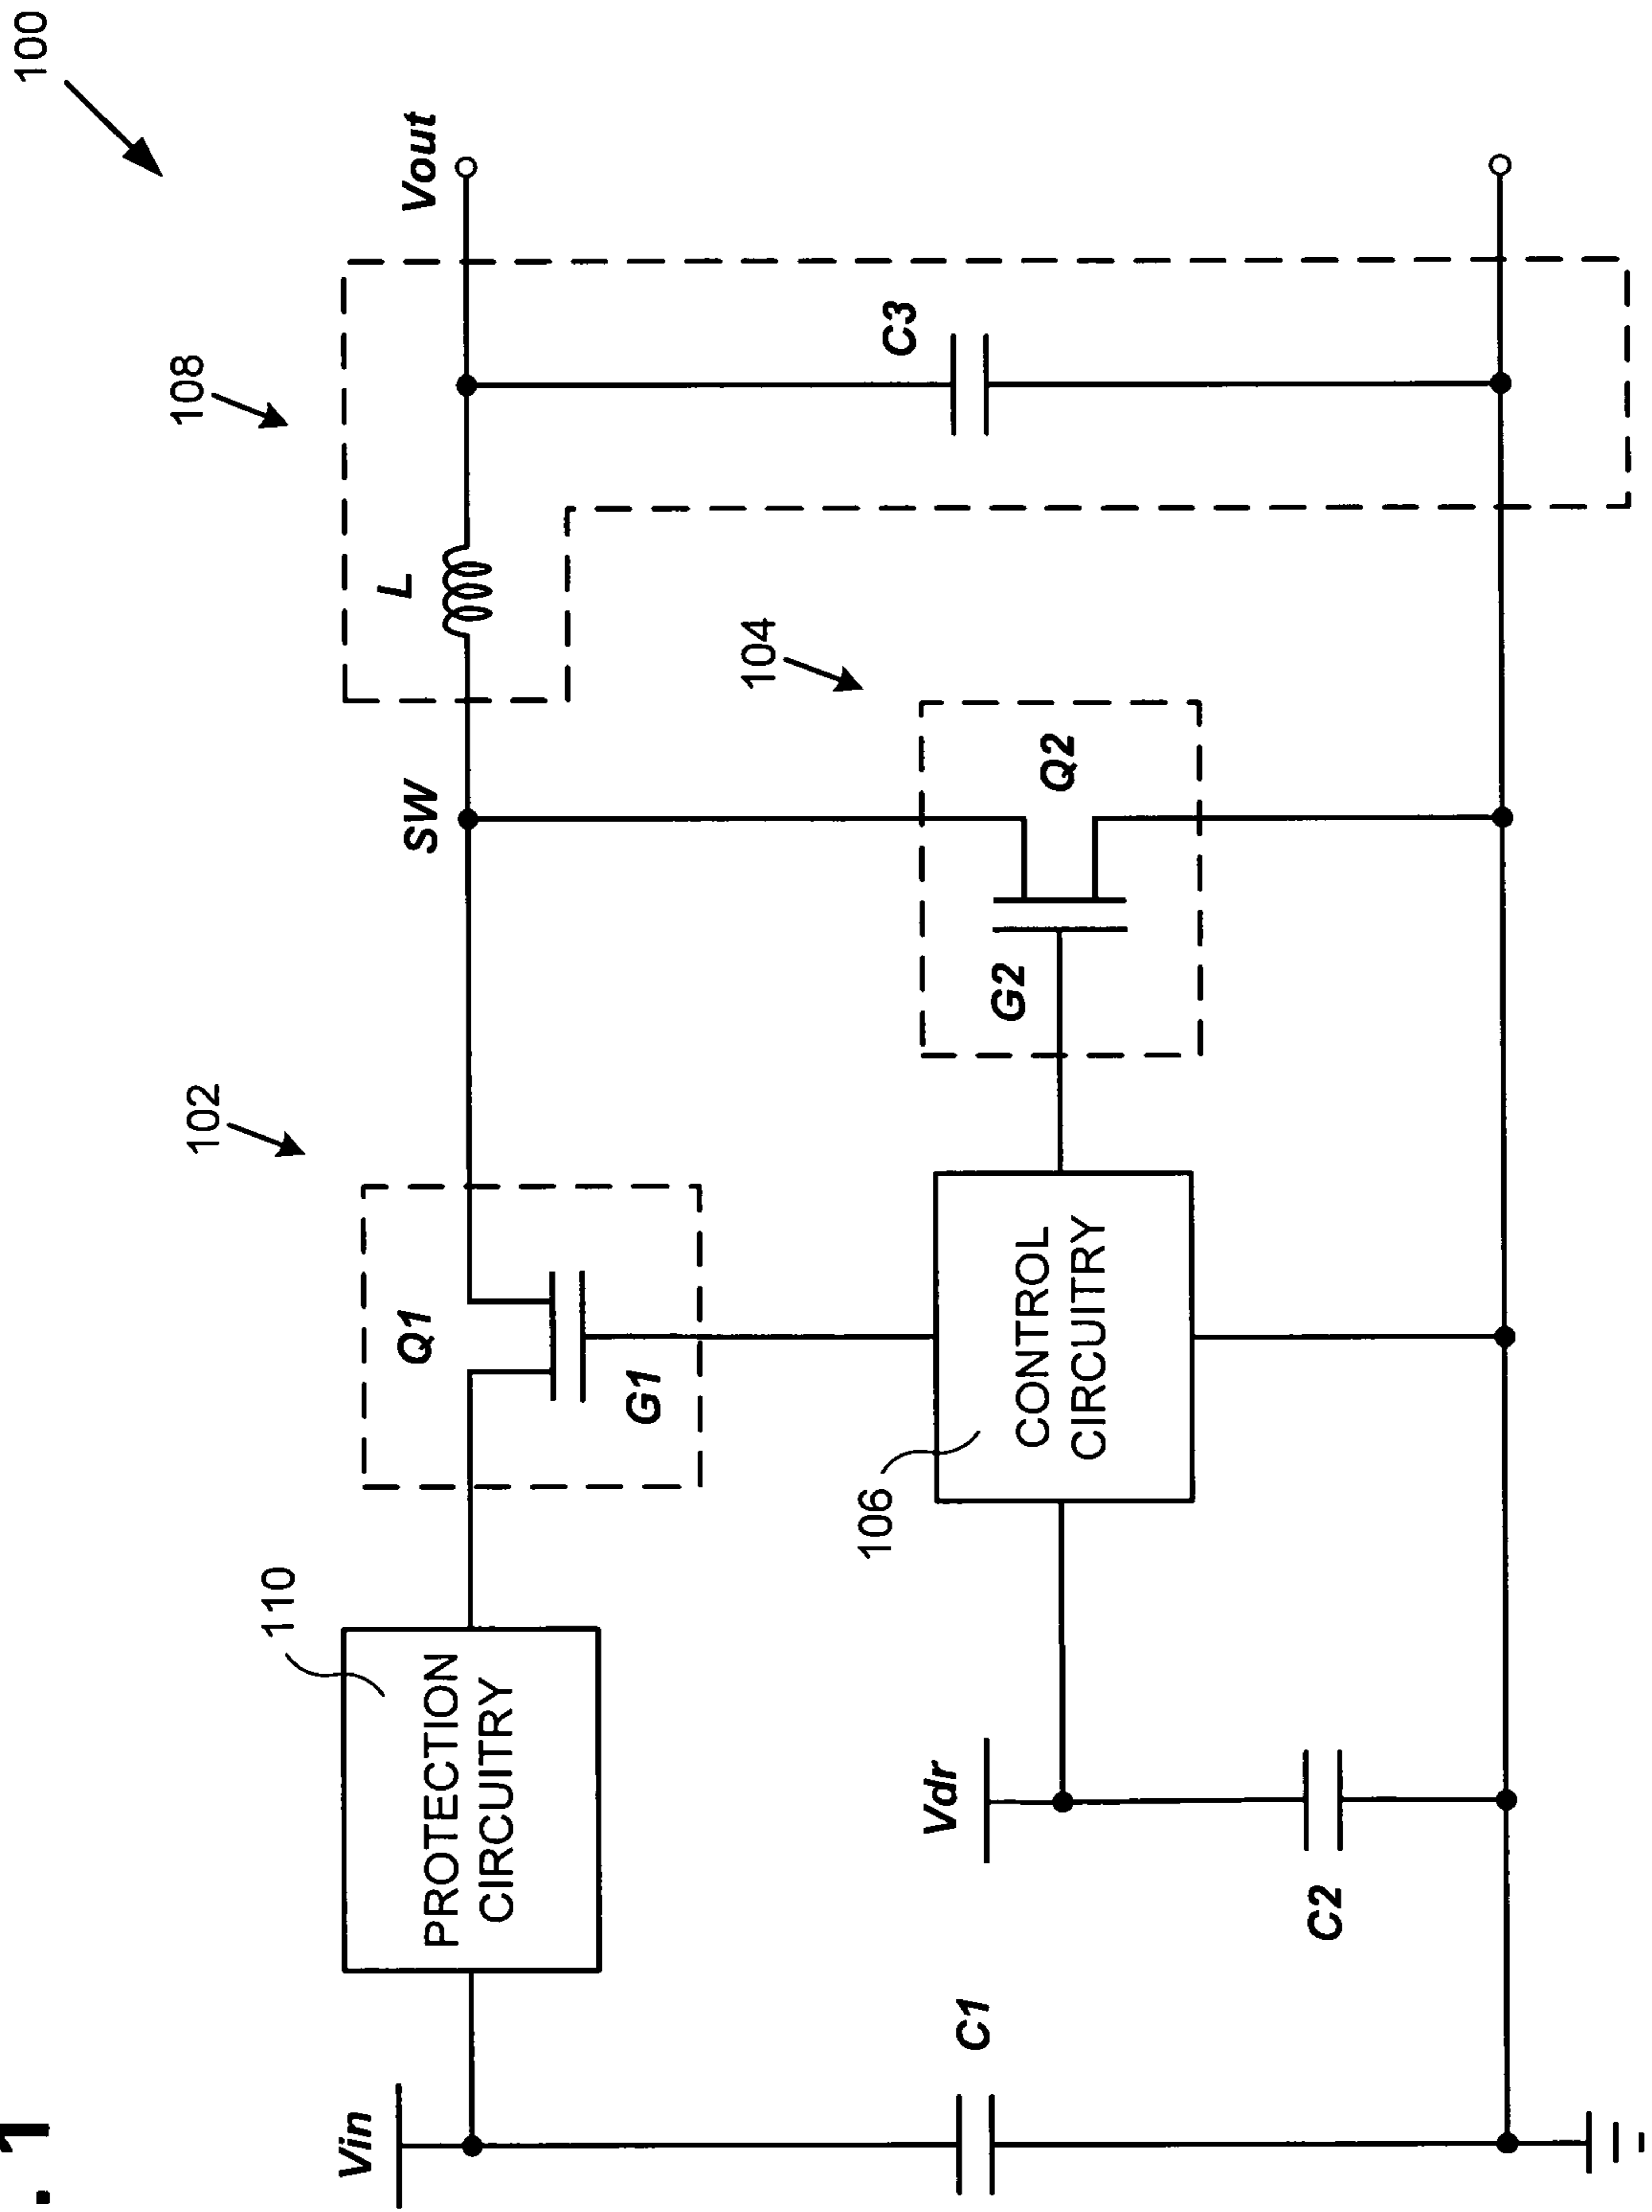 . 1
100
Vin
110
PROTECTION
CIRCUITRY
102
Q1
G1
SW
108
L
Vout
C1
Vdr
C2
106
CONTROL
CIRCUITRY
104
G2
Q2
C3